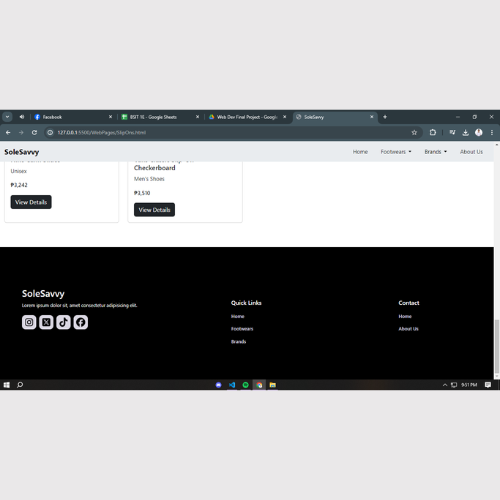 Facebook
BSIT 1E - Google Sheets
Web Dev Final Project - Google
SoleSavvy
127.0.0.1:5500/WebPages/SlipOns.html
SoleSavvy
Home
Footwears
Brands
About Us
Checkerboard
Unisex
Men's Shoes
₱3,242
₱3,510
View Details
View Details
SoleSavvy
Lorem ipsum dolor sit, amet consectetur adipisicing elit.
Quick Links
Home
Footwears
Brands
Contact
Home
About Us
9:51 PM